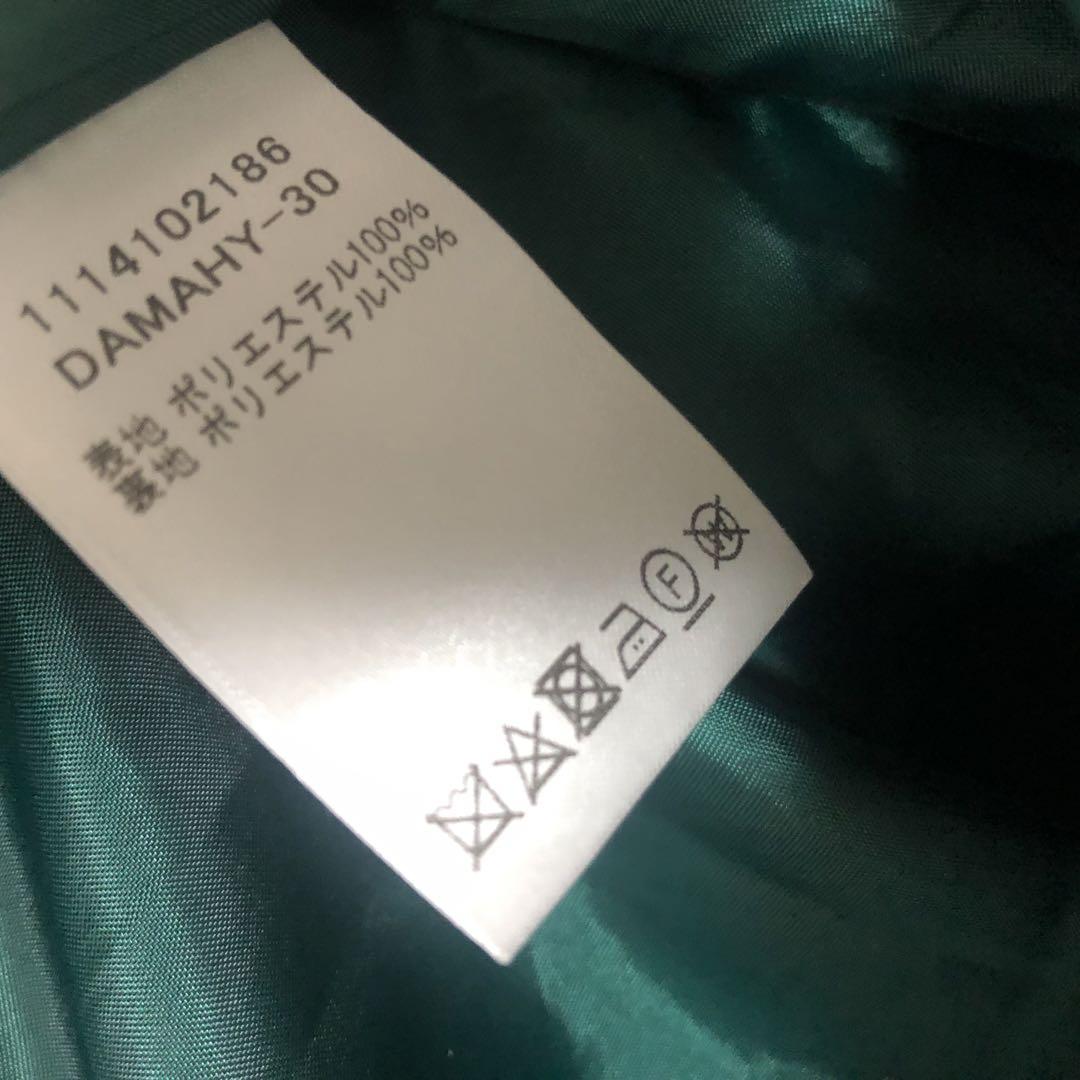 1114102186
DAMAHY-30
表地 ポリエステル100%
裏地 ポリエステル100%
F
W